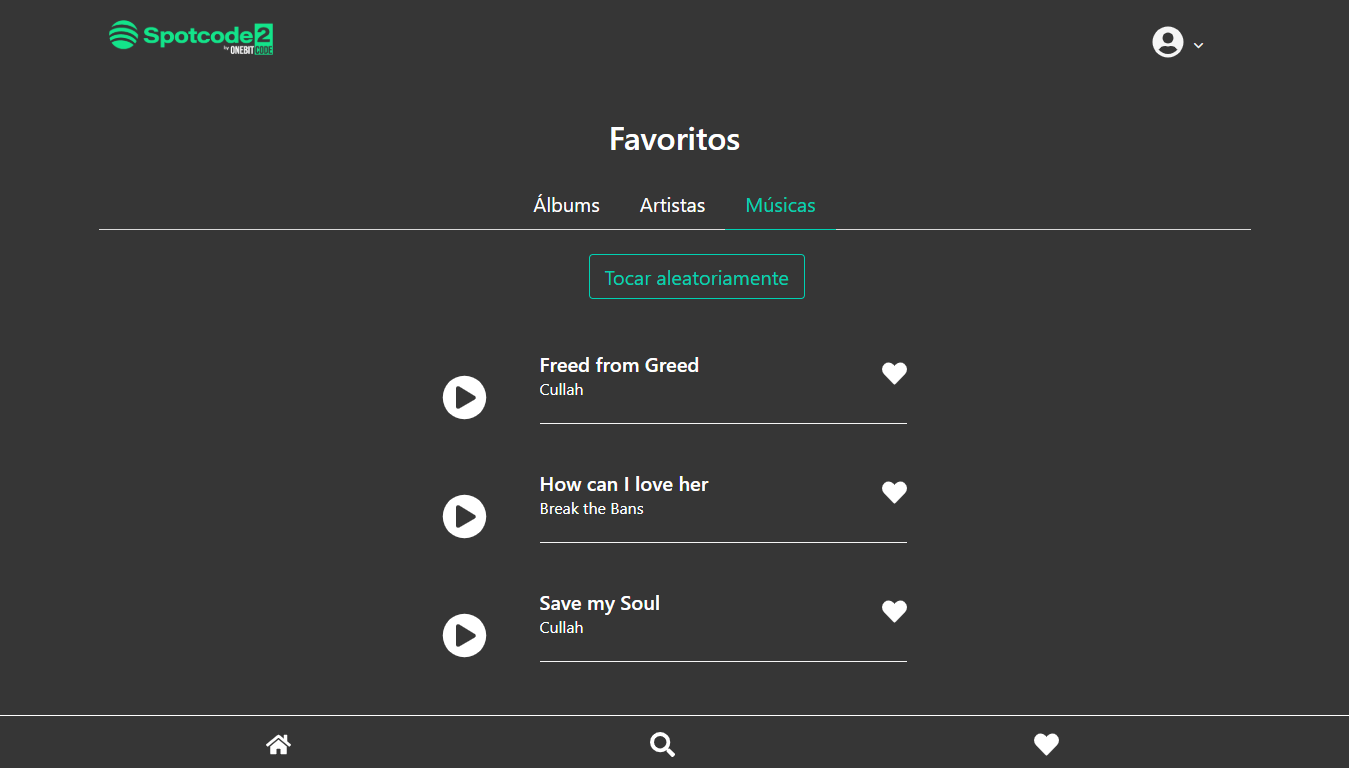 Spotcode2
by ONEBITCODE
Favoritos
Álbums Artistas Músicas
Tocar aleatoriamente
Freed from Greed
Cullah
How can I love her
Break the Bans
Save my Soul
Cullah